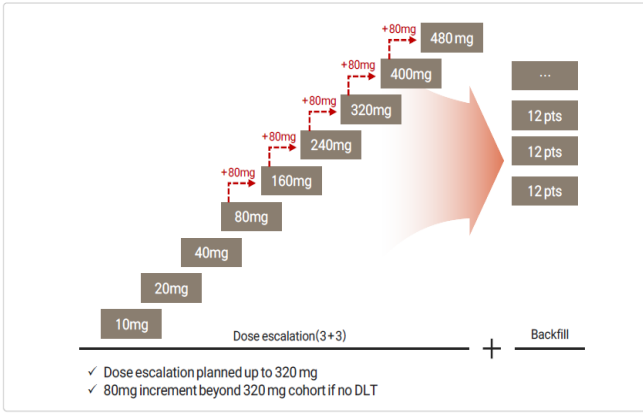 +80mg
480 mg
+80mg
400mg
...
+80mg
320mg
12 pts
+80mg
240mg
12 pts
+80mg
160mg
12 pts
80mg
40mg
20mg
10mg
Dose escalation(3+3)
+
Backfill
✓ Dose escalation planned up to 320 mg
✓ 80mg increment beyond 320 mg cohort if no DLT